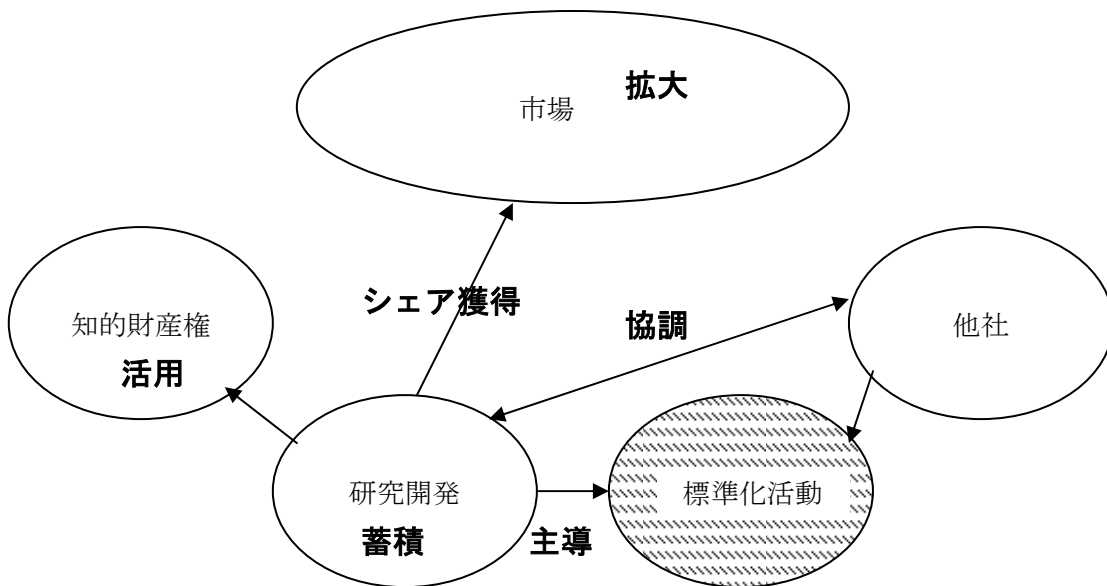 市場
拡大
シェア獲得
協調
知的財産権
活用
他社
研究開発
蓄積
主導
標準化活動